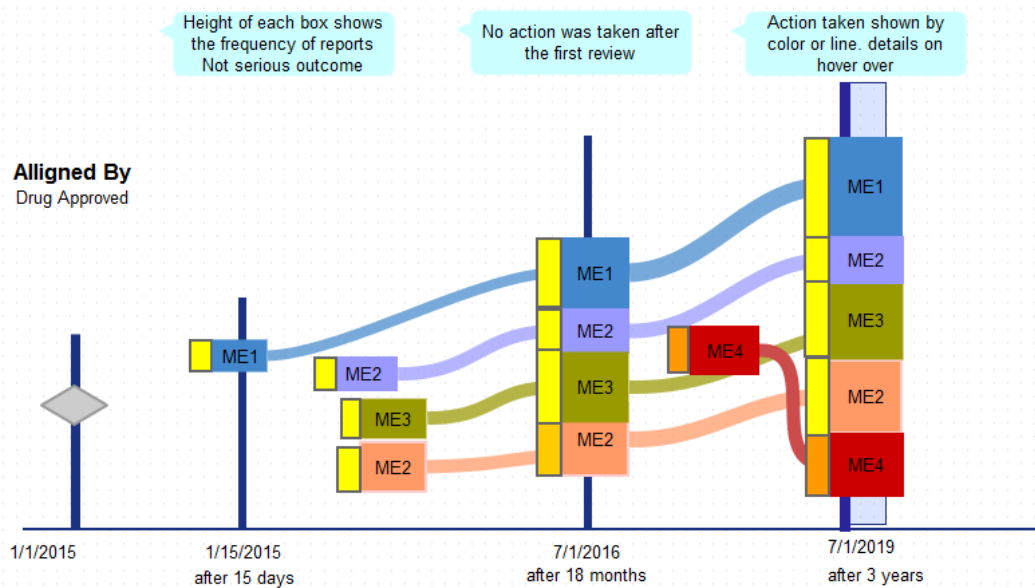 Height of each box shows
the frequency of reports
Not serious outcome
No action was taken after
the first review
Action taken shown by
color or line. details on
hover over
Alligned By
Drug Approved
ME1
ME2
ME3
ME2
ME1
ME2
ME3
ME2
ME4
ME1
ME2
ME3
ME2
ME4
1/1/2015
1/15/2015
after 15 days
7/1/2016
after 18 months
7/1/2019
after 3 years